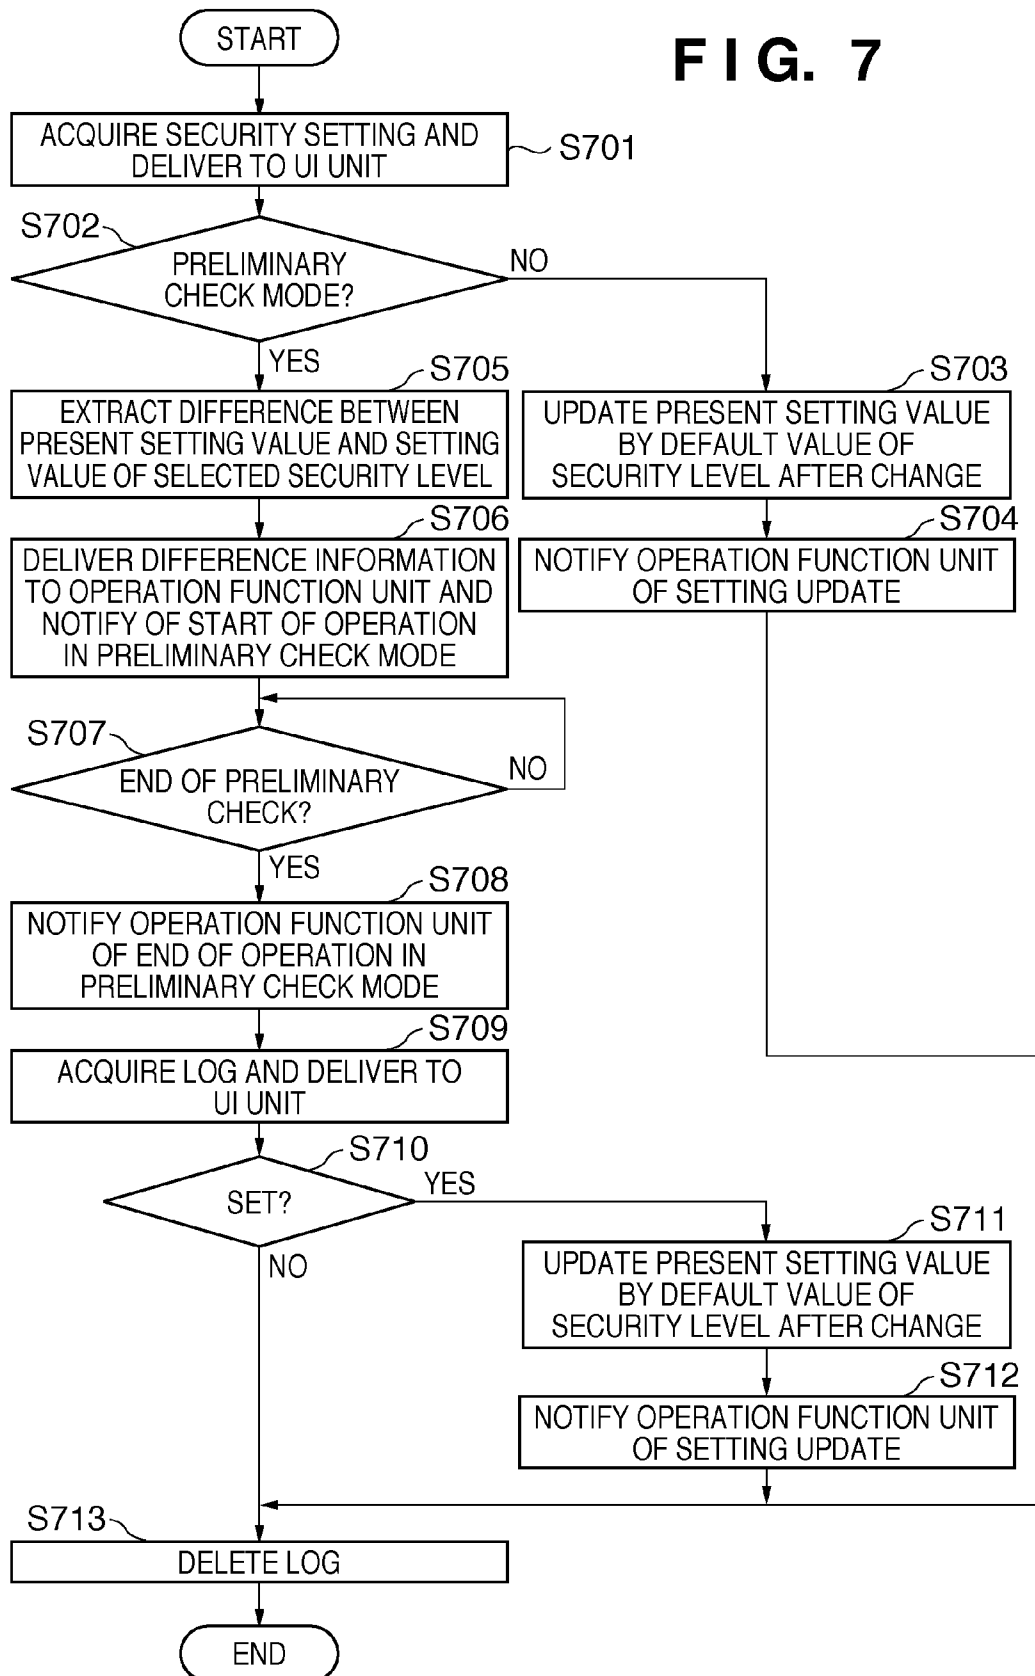 START
FIG. 7
ACQUIRE SECURITY SETTING AND
DELIVER TO UI UNIT
S701
S702
PRELIMINARY
CHECK MODE?
NO
YES
S705
EXTRACT DIFFERENCE BETWEEN
PRESENT SETTING VALUE AND SETTING
VALUE OF SELECTED SECURITY LEVEL
S703
UPDATE PRESENT SETTING VALUE
BY DEFAULT VALUE OF
SECURITY LEVEL AFTER CHANGE
S706
DELIVER DIFFERENCE INFORMATION
TO OPERATION FUNCTION UNIT AND
NOTIFY OF START OF OPERATION
IN PRELIMINARY CHECK MODE
S704
NOTIFY OPERATION FUNCTION UNIT
OF SETTING UPDATE
S707
END OF PRELIMINARY
CHECK?
NO
YES
S708
NOTIFY OPERATION FUNCTION UNIT
OF END OF OPERATION IN
PRELIMINARY CHECK MODE
S709
ACQUIRE LOG AND DELIVER TO
UI UNIT
S710
SET?
YES
NO
S711
UPDATE PRESENT SETTING VALUE
BY DEFAULT VALUE OF
SECURITY LEVEL AFTER CHANGE
S712
NOTIFY OPERATION FUNCTION UNIT
OF SETTING UPDATE
S713
DELETE LOG
END